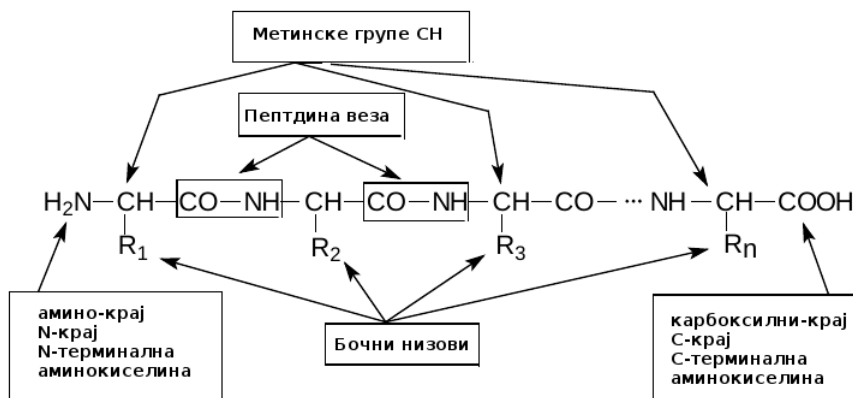 Метинске групе CH
Пептдина веза
H₂N—CH—CO—NH—CH—CO—NH—CH—CO— ··· NH—CH—COOH
R₁ R₂ R₃ Rn
амино-крај
N-крај
N-терминална
аминокиселина
Бочни низови
карбоксилни-крај
C-крај
C-терминална
аминокиселина